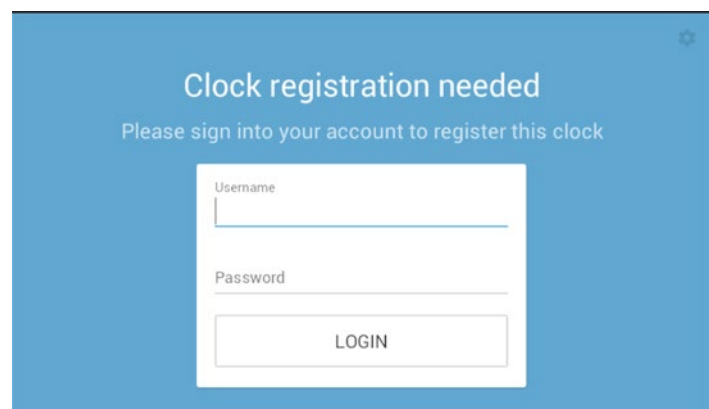 Clock registration needed
Please sign into your account to register this clock
Username
Password
LOGIN